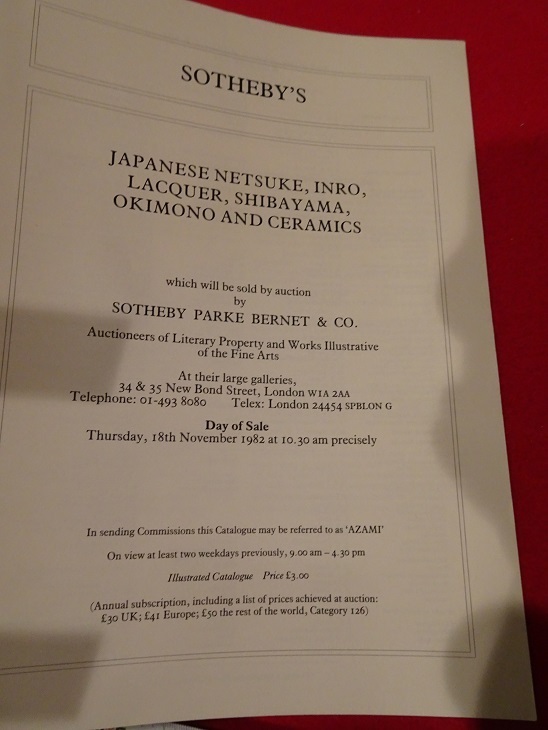 SOTHEBY'S
JAPANESE NETSUKE, INRO,
LACQUER, SHIBAYAMA,
OKIMONO AND CERAMICS
which will be sold by auction
by
SOTHEBY PARKE BERNET & CO.
Auctioneers of Literary Property and Works Illustrative
of the Fine Arts
At their large galleries,
34 & 35 New Bond Street, London W1A 2AA
Telephone: 01-493 8080 Telex: London 24454 SPBLON G
Day of Sale
Thursday, 18th November 1982 at 10.30 am precisely
In sending Commissions this Catalogue may be referred to as 'AZAMI'
On view at least two weekdays previously, 9.00 am – 4.30 pm
Illustrated Catalogue Price £3.00
(Annual subscription, including a list of prices achieved at auction:
£30 UK; £41 Europe; £50 the rest of the world, Category 126)